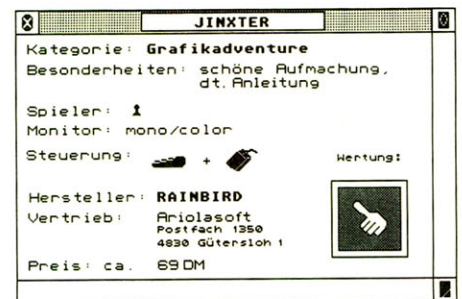 JINXTER
Kategorie: Grafikadventure
Besonderheiten: schöne Aufmachung,
dt. Anleitung
Spieler: 1
Monitor: mono/color
Steuerung: +
Wertung:
Hersteller: RAINBIRD
Vertrieb: Ariolasoft
Postfach 1350
4830 Gütersloh 1
Preis: ca. 69 DM